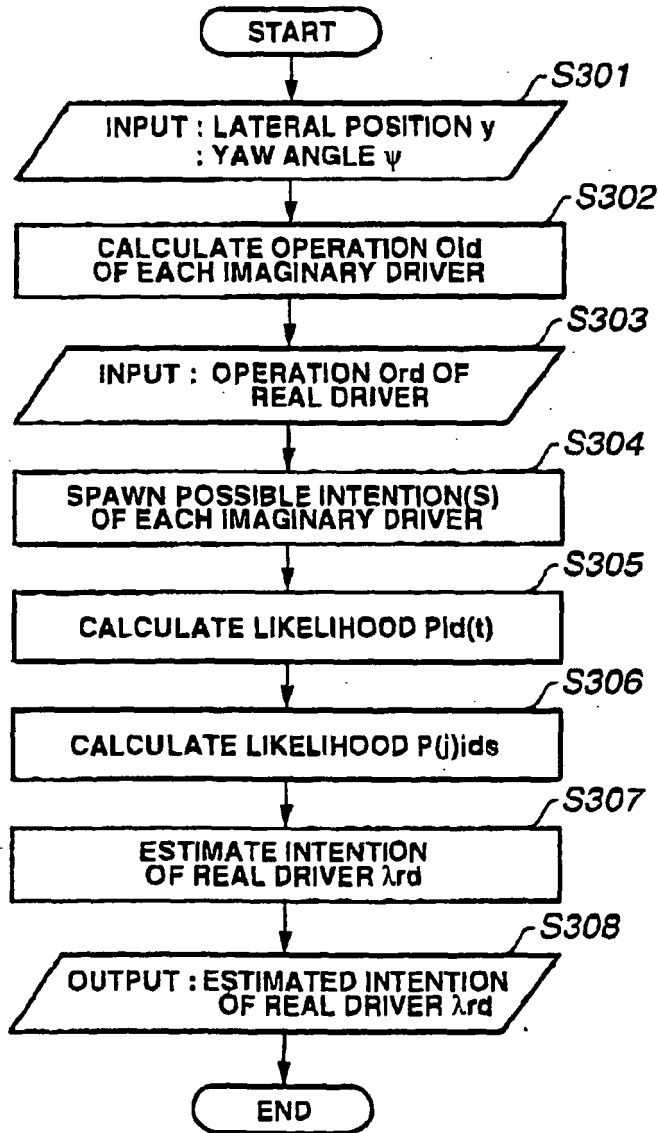 START
S301
INPUT : LATERAL POSITION y
: YAW ANGLE ψ
S302
CALCULATE OPERATION Oid
OF EACH IMAGINARY DRIVER
S303
INPUT : OPERATION Ord OF
REAL DRIVER
S304
SPAWN POSSIBLE INTENTION(S)
OF EACH IMAGINARY DRIVER
S305
CALCULATE LIKELIHOOD Pid(t)
S306
CALCULATE LIKELIHOOD P(j)ids
S307
ESTIMATE INTENTION
OF REAL DRIVER λrd
S308
OUTPUT : ESTIMATED INTENTION
OF REAL DRIVER λrd
END